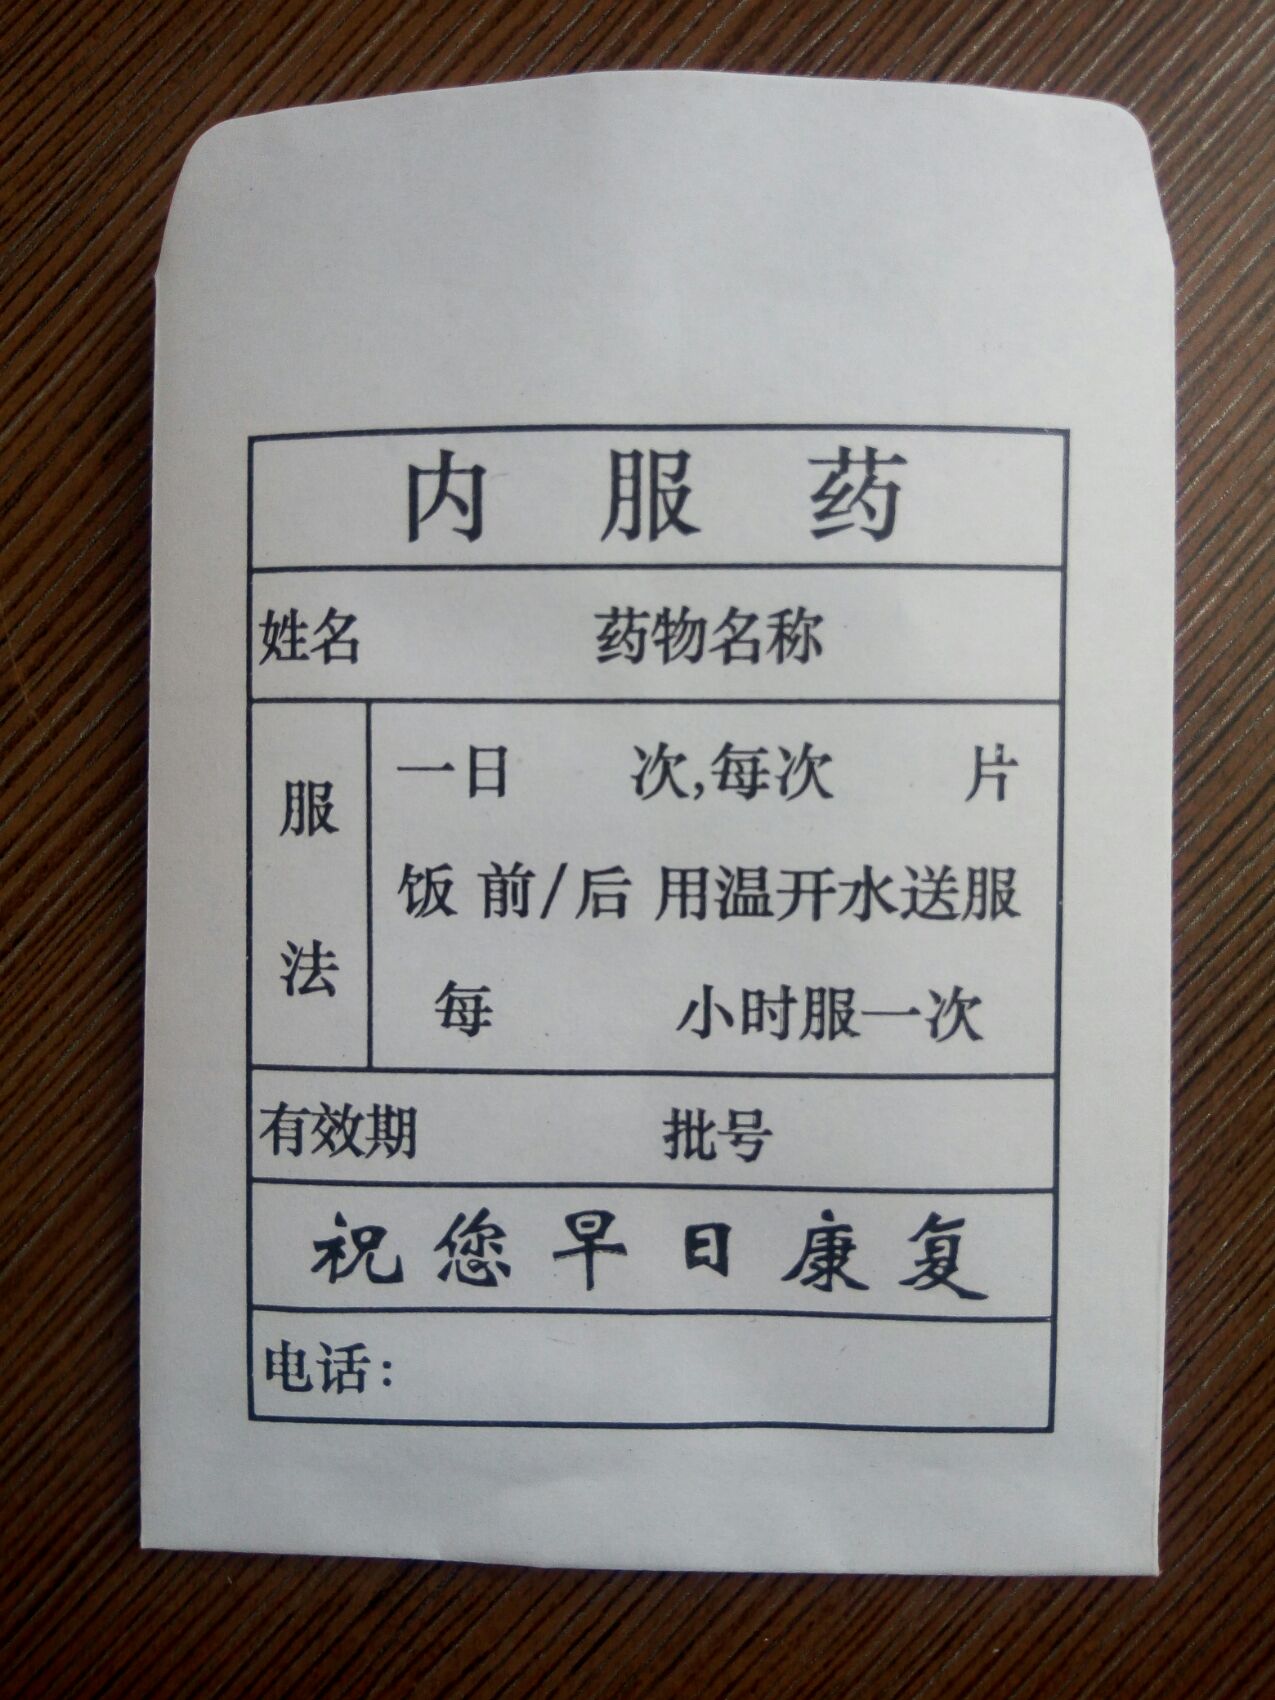 内 服 药
姓名 药物名称
服法
一日 次,每次 片
饭 前/后 用温开水送服
每 小时服一次
有效期 批号
祝您早日康复
电话: